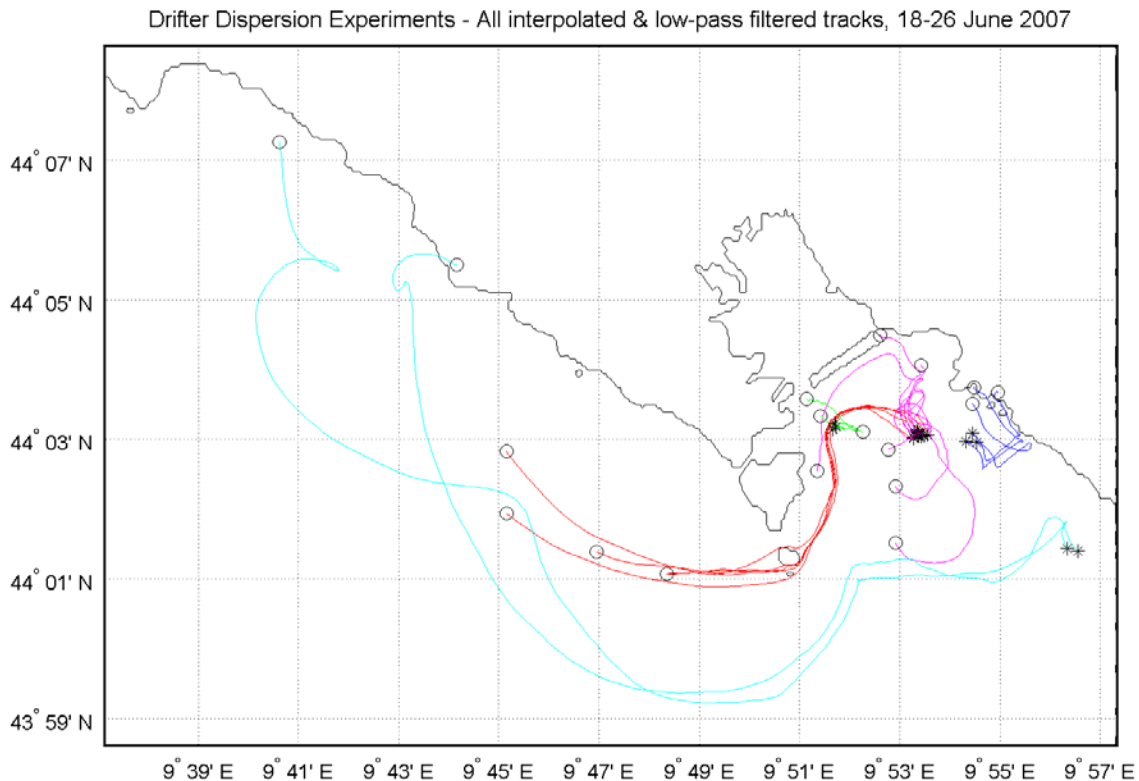 Drifter Dispersion Experiments - All interpolated & low-pass filtered tracks, 18-26 June 2007
44° 07' N
44° 05' N
44° 03' N
44° 01' N
43° 59' N
9° 39' E 9° 41' E 9° 43' E 9° 45' E 9° 47' E 9° 49' E 9° 51' E 9° 53' E 9° 55' E 9° 57' E